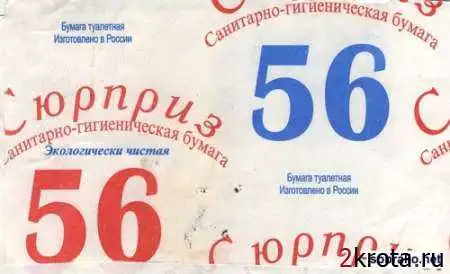 Бумага туалетная
Изготовлено в России
Санитарно-гигиеническая бумага
56
Сюрприз
Санитарно-гигиеническая бумага
Экологически чистая
56
Бумага туалетная
Изготовлено в России
С
Сюрприз
2krota.ru